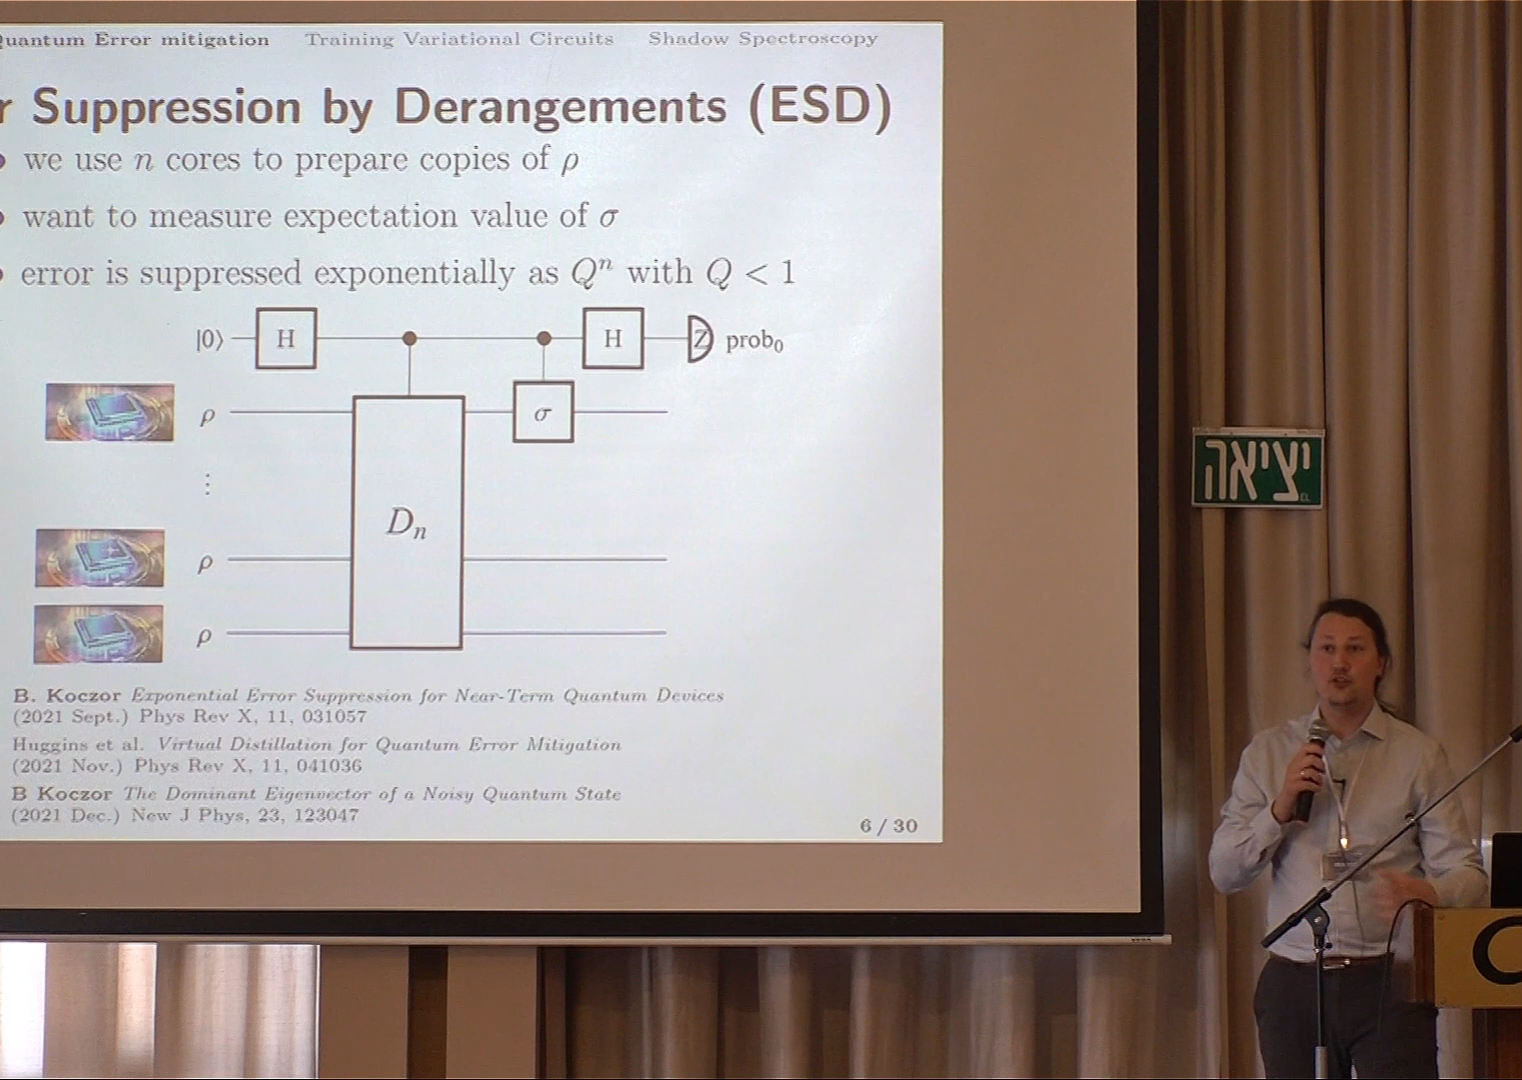 Quantum Error mitigation Training Variational Circuits Shadow Spectroscopy
r Suppression by Derangements (ESD)
we use n cores to prepare copies of ρ
want to measure expectation value of σ
error is suppressed exponentially as Qⁿ with Q < 1
|0⟩ H H Z prob₀
ρ σ
⋮
Dₙ
ρ
ρ
B. Koczor Exponential Error Suppression for Near-Term Quantum Devices
(2021 Sept.) Phys Rev X, 11, 031057
Huggins et al. Virtual Distillation for Quantum Error Mitigation
(2021 Nov.) Phys Rev X, 11, 041036
B Koczor The Dominant Eigenvector of a Noisy Quantum State
(2021 Dec.) New J Phys, 23, 123047
6 / 30
יציאה